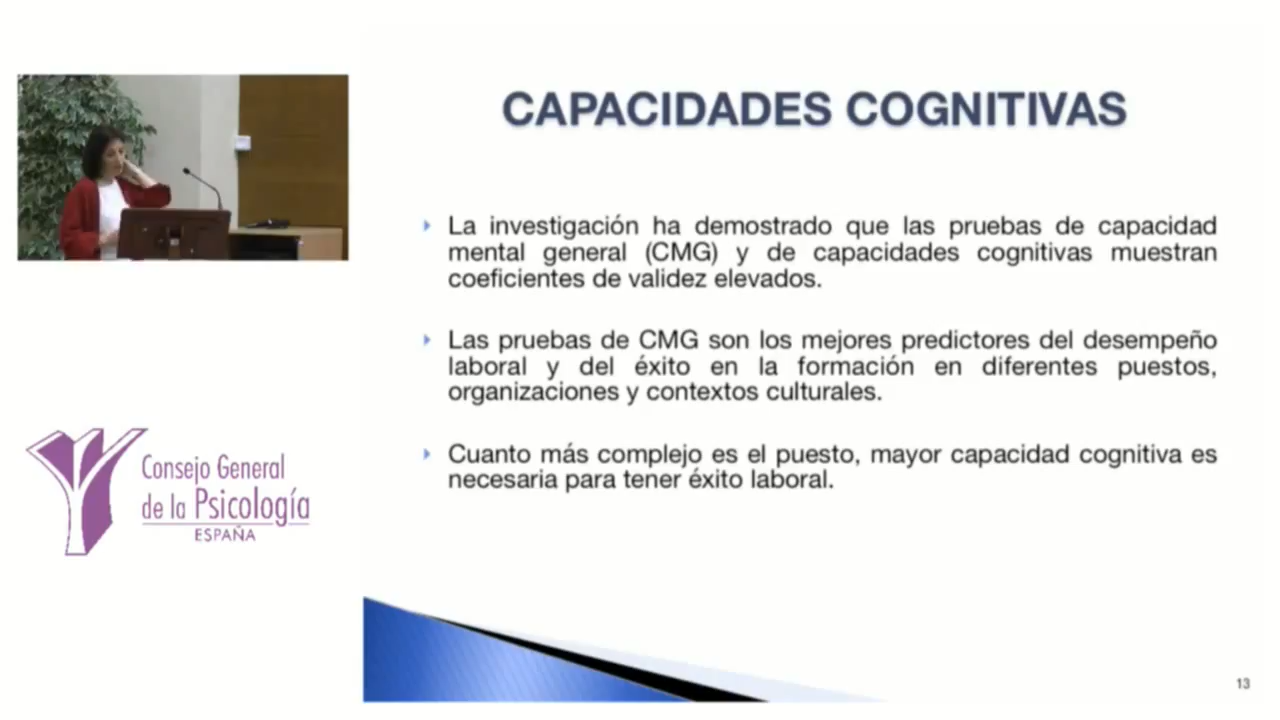 CAPACIDADES COGNITIVAS
La investigación ha demostrado que las pruebas de capacidad
mental general (CMG) y de capacidades cognitivas muestran
coeficientes de validez elevados.
Las pruebas de CMG son los mejores predictores del desempeño
laboral y del éxito en la formación en diferentes puestos,
organizaciones y contextos culturales.
Cuanto más complejo es el puesto, mayor capacidad cognitiva es
necesaria para tener éxito laboral.
Consejo General
de la Psicología
ESPAÑA
13